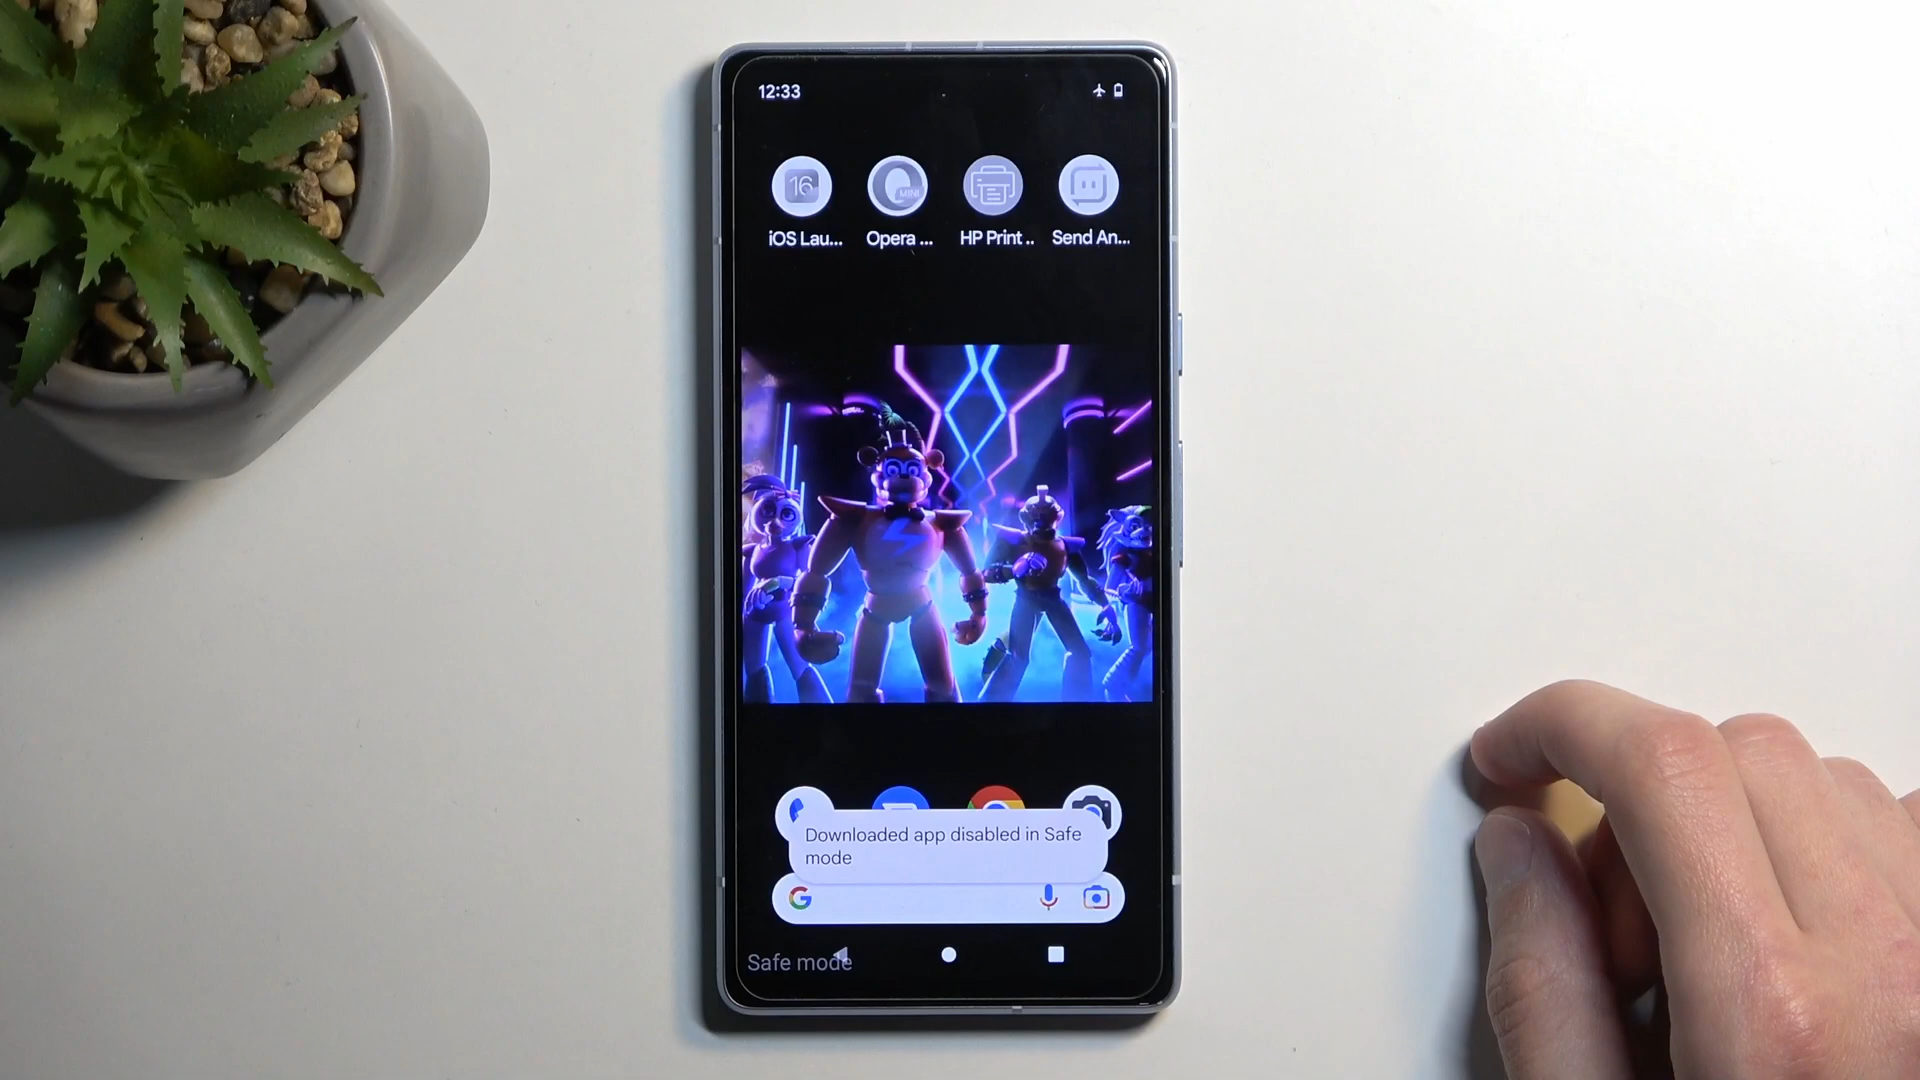 12:33
16
MINI
iOS Lau...
Opera ...
HP Print ..
Send An...
Downloaded app disabled in Safe
mode
G
Safe mode